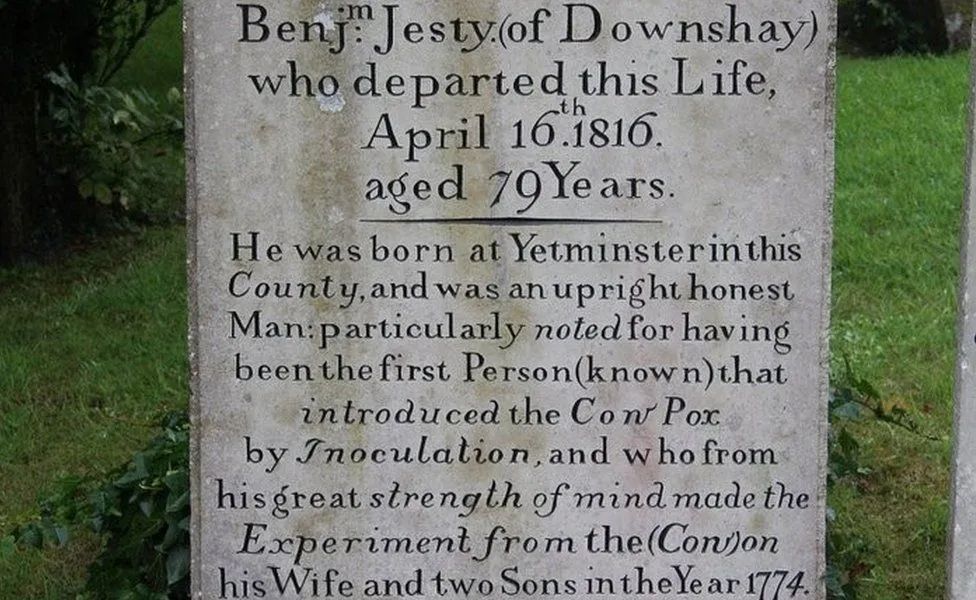 Benjm: Jesty.(of Downshay)
who departed this Life,
April 16th.1816.
aged 79 Years.
He was born at Yetminster in this
County, and was an upright honest
Man: particularly noted for having
been the first Person (known) that
introduced the Cow Pox
by Inoculation, and who from
his great strength of mind made the
Experiment from the (Cow) on
his Wife and two Sons in the Year 1774.